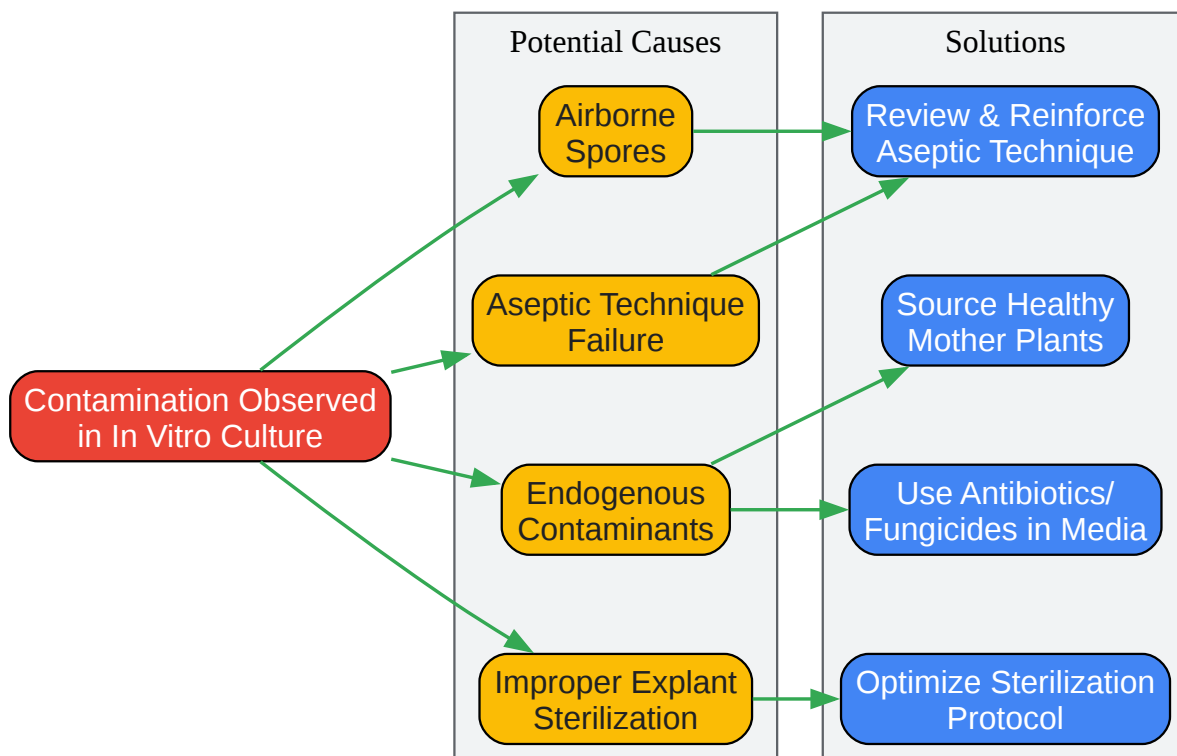 Potential Causes
Solutions
Airborne
Spores
Review & Reinforce
Aseptic Technique
Aseptic Technique
Failure
Source Healthy
Mother Plants
Contamination Observed
in In Vitro Culture
Endogenous
Contaminants
Use Antibiotics/
Fungicides in Media
Improper Explant
Sterilization
Optimize Sterilization
Protocol